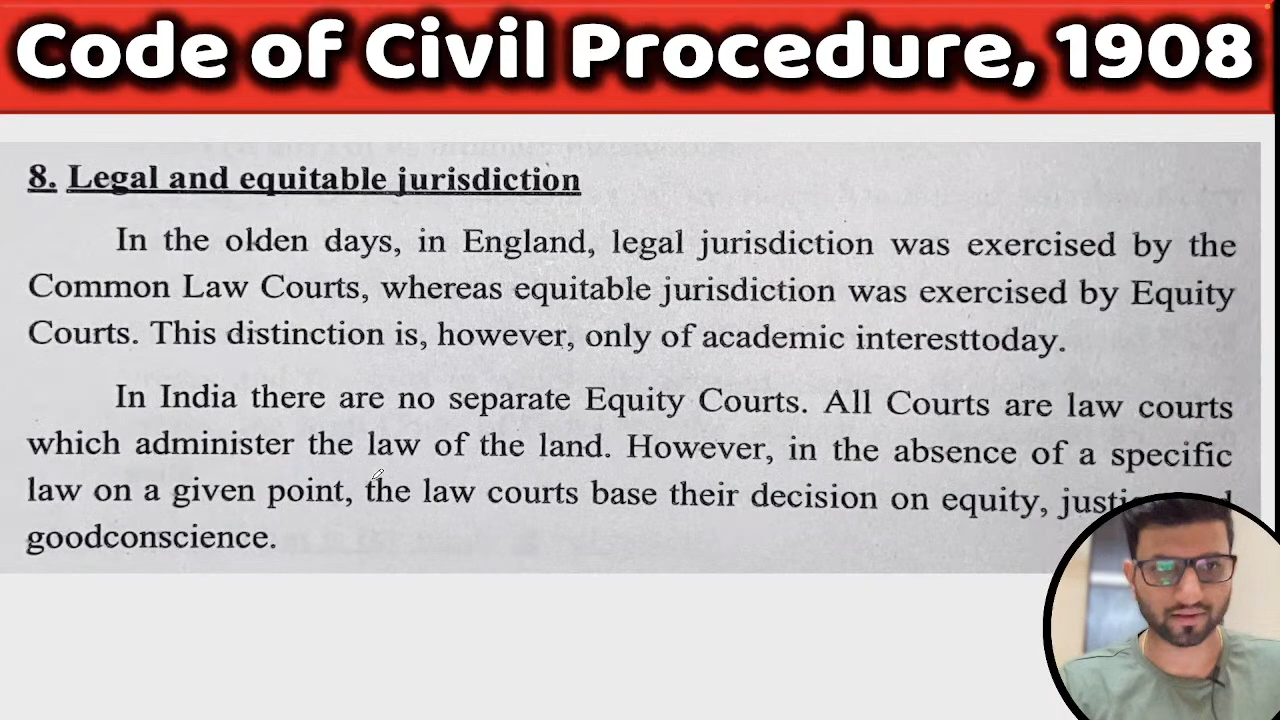 Code of Civil Procedure, 1908
8. Legal and equitable jurisdiction
In the olden days, in England, legal jurisdiction was exercised by the
Common Law Courts, whereas equitable jurisdiction was exercised by Equity
Courts. This distinction is, however, only of academic interesttoday.
In India there are no separate Equity Courts. All Courts are law courts
which administer the law of the land. However, in the absence of a specific
law on a given point, the law courts base their decision on equity,
goodconscience.